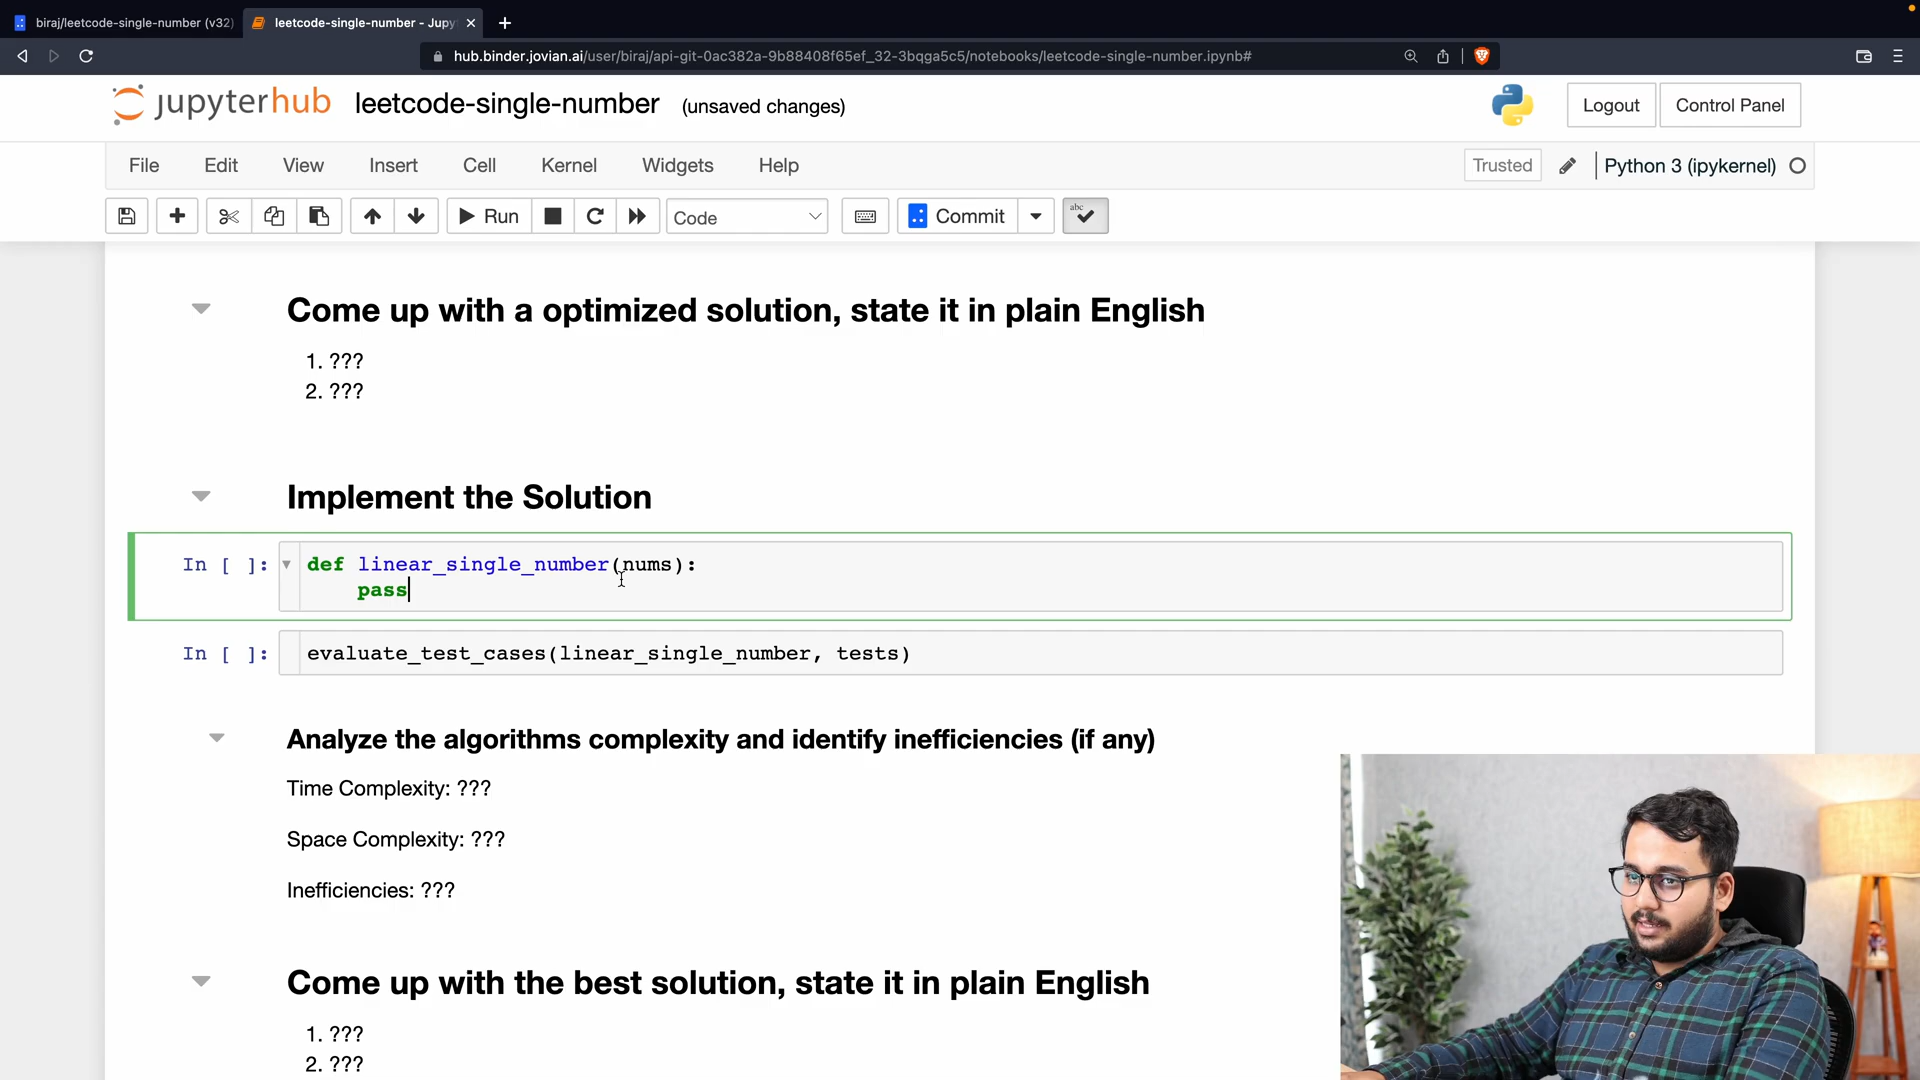 biraj/leetcode-single-number (v32)
leetcode-single-number - Jupy
hub.binder.jovian.ai/user/biraj/api-git-0ac382a-9b88408f65ef_32-3bqga5c5/notebooks/leetcode-single-number.ipynb#
jupyterhub leetcode-single-number (unsaved changes)
Logout Control Panel
File Edit View Insert Cell Kernel Widgets Help
Trusted Python 3 (ipykernel)
Run Code Commit abc
Come up with a optimized solution, state it in plain English
1. ???
2. ???
Implement the Solution
In [ ]: def linear_single_number(nums):
pass
In [ ]: evaluate_test_cases(linear_single_number, tests)
Analyze the algorithms complexity and identify inefficiencies (if any)
Time Complexity: ???
Space Complexity: ???
Inefficiencies: ???
Come up with the best solution, state it in plain English
1. ???
2. ???